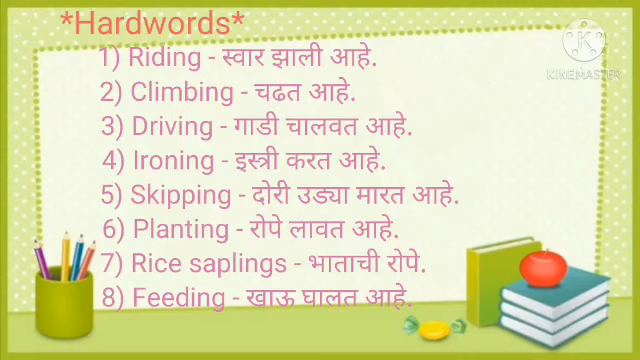 *Hardwords*
1) Riding - स्वार झाली आहे.
2) Climbing - चढत आहे.
3) Driving - गाडी चालवत आहे.
4) Ironing - इस्त्री करत आहे.
5) Skipping - दोरी उड्या मारत आहे.
6) Planting - रोपे लावत आहे.
7) Rice saplings - भाताची रोपे.
8) Feeding - खाऊ घालत आहे.
K
KINEMASTER